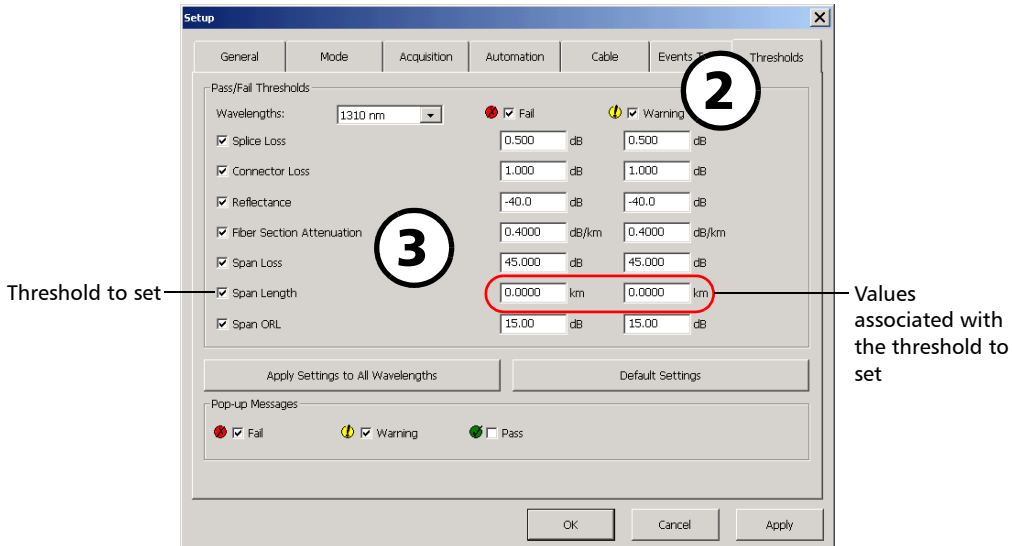 Setup
General Mode Acquisition Automation Cable Events T Thresholds
2
Pass/Fail Thresholds
Wavelengths: 1310 nm Fail Warning
Splice Loss 0.500 dB 0.500 dB
Connector Loss 1.000 dB 1.000 dB
Reflectance -40.0 dB -40.0 dB
Fiber Section Attenuation 0.4000 dB/km 0.4000 dB/km
3
Span Loss 45.000 dB 45.000 dB
Threshold to set
Span Length 0.0000 km 0.0000 km
Values
associated with
the threshold to
set
Span ORL 15.00 dB 15.00 dB
Apply Settings to All Wavelengths Default Settings
Pop-up Messages
Fail Warning Pass
OK Cancel Apply